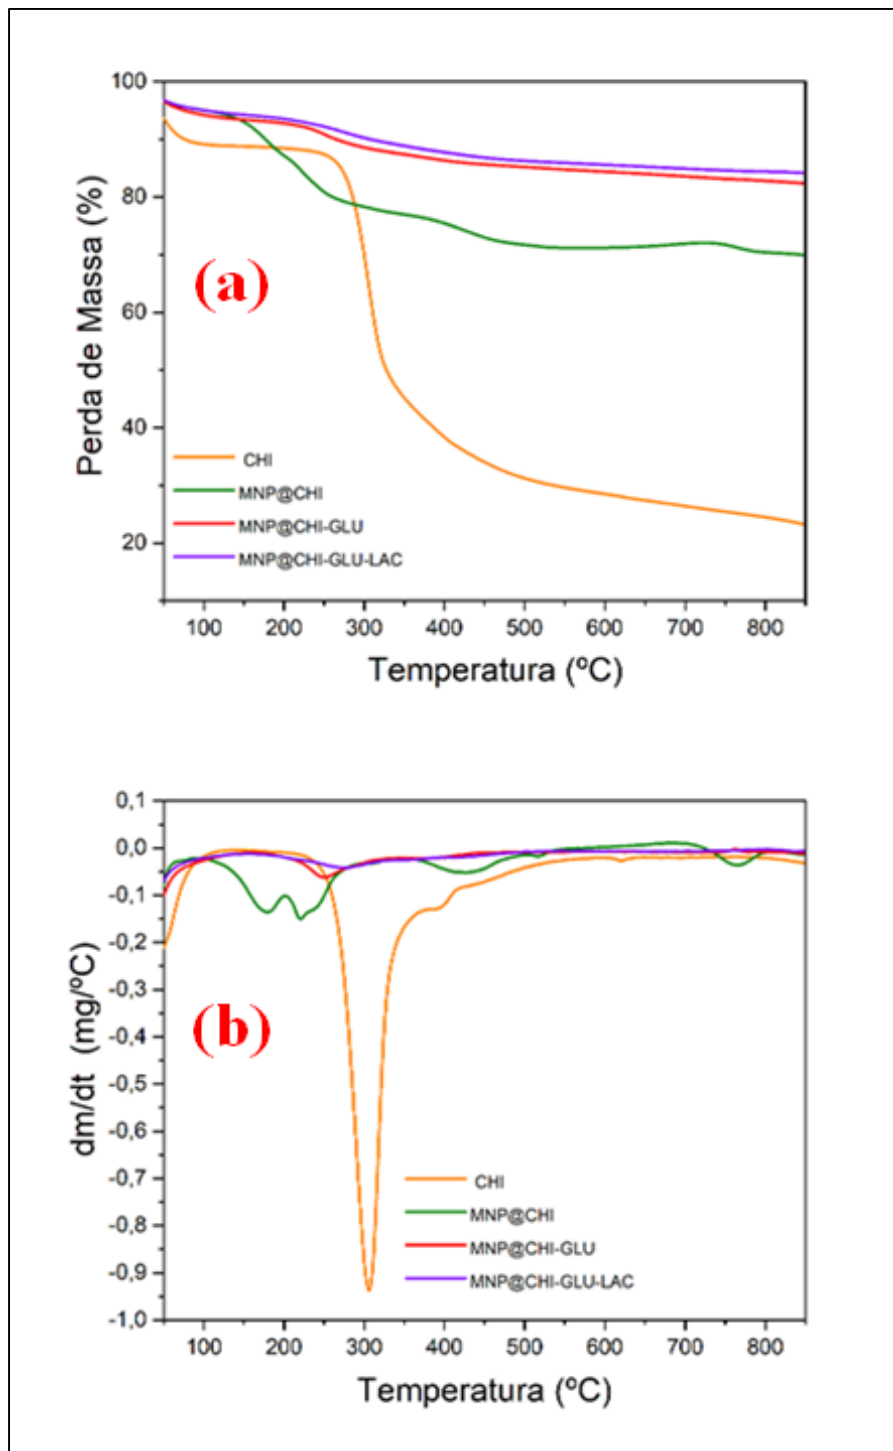 100
80
60
40
20
Perda de Massa (%)
(a)
CHI
MNP@CHI
MNP@CHI-GLU
MNP@CHI-GLU-LAC
100 200 300 400 500 600 700 800
Temperatura (ºC)
0,1
0,0
-0,1
-0,2
-0,3
-0,4
-0,5
-0,6
-0,7
-0,8
-0,9
-1,0
dm/dt (mg/ºC)
(b)
CHI
MNP@CHI
MNP@CHI-GLU
MNP@CHI-GLU-LAC
100 200 300 400 500 600 700 800
Temperatura (ºC)